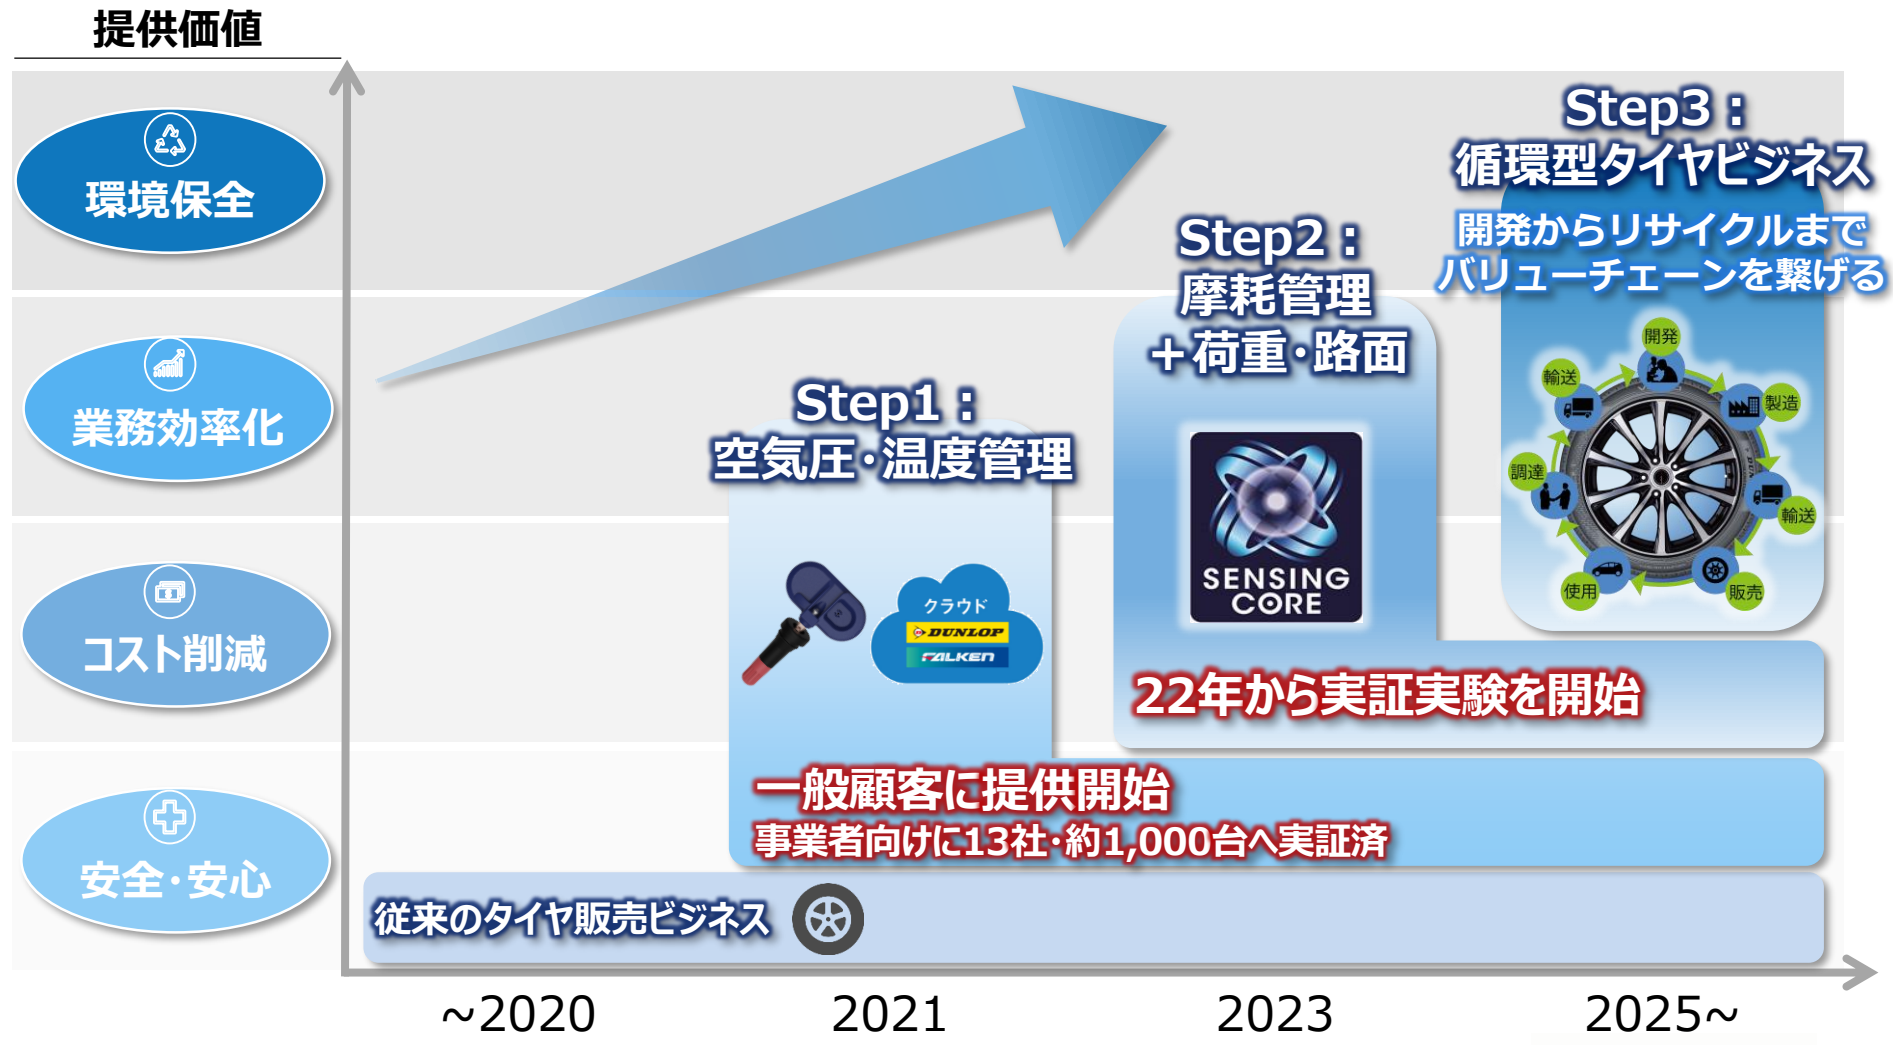 提供価値
環境保全
業務効率化
コスト削減
安全・安心
Step1：
空気圧・温度管理
クラウド
DUNLOP
FALKEN
一般顧客に提供開始
事業者向けに13社・約1,000台へ実証済
Step2：
摩耗管理
＋荷重・路面
SENSING
CORE
22年から実証実験を開始
Step3：
循環型タイヤビジネス
開発からリサイクルまで
バリューチェーンを繋げる
開発
製造
輸送
販売
使用
調達
輸送
従来のタイヤ販売ビジネス
~2020
2021
2023
2025~